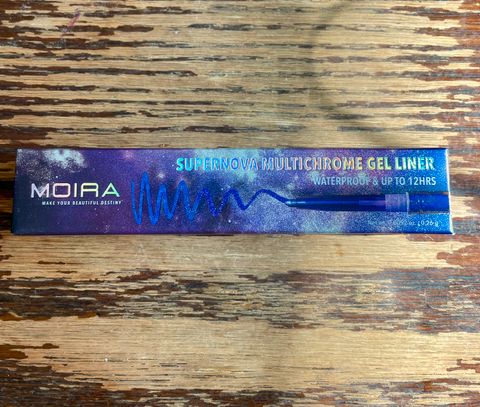 SUPERNOVA MULTICHROME GEL LINER
WATERPROOF & UP TO 12HRS
MOIRA
MAKE YOUR BEAUTIFUL DESTINY